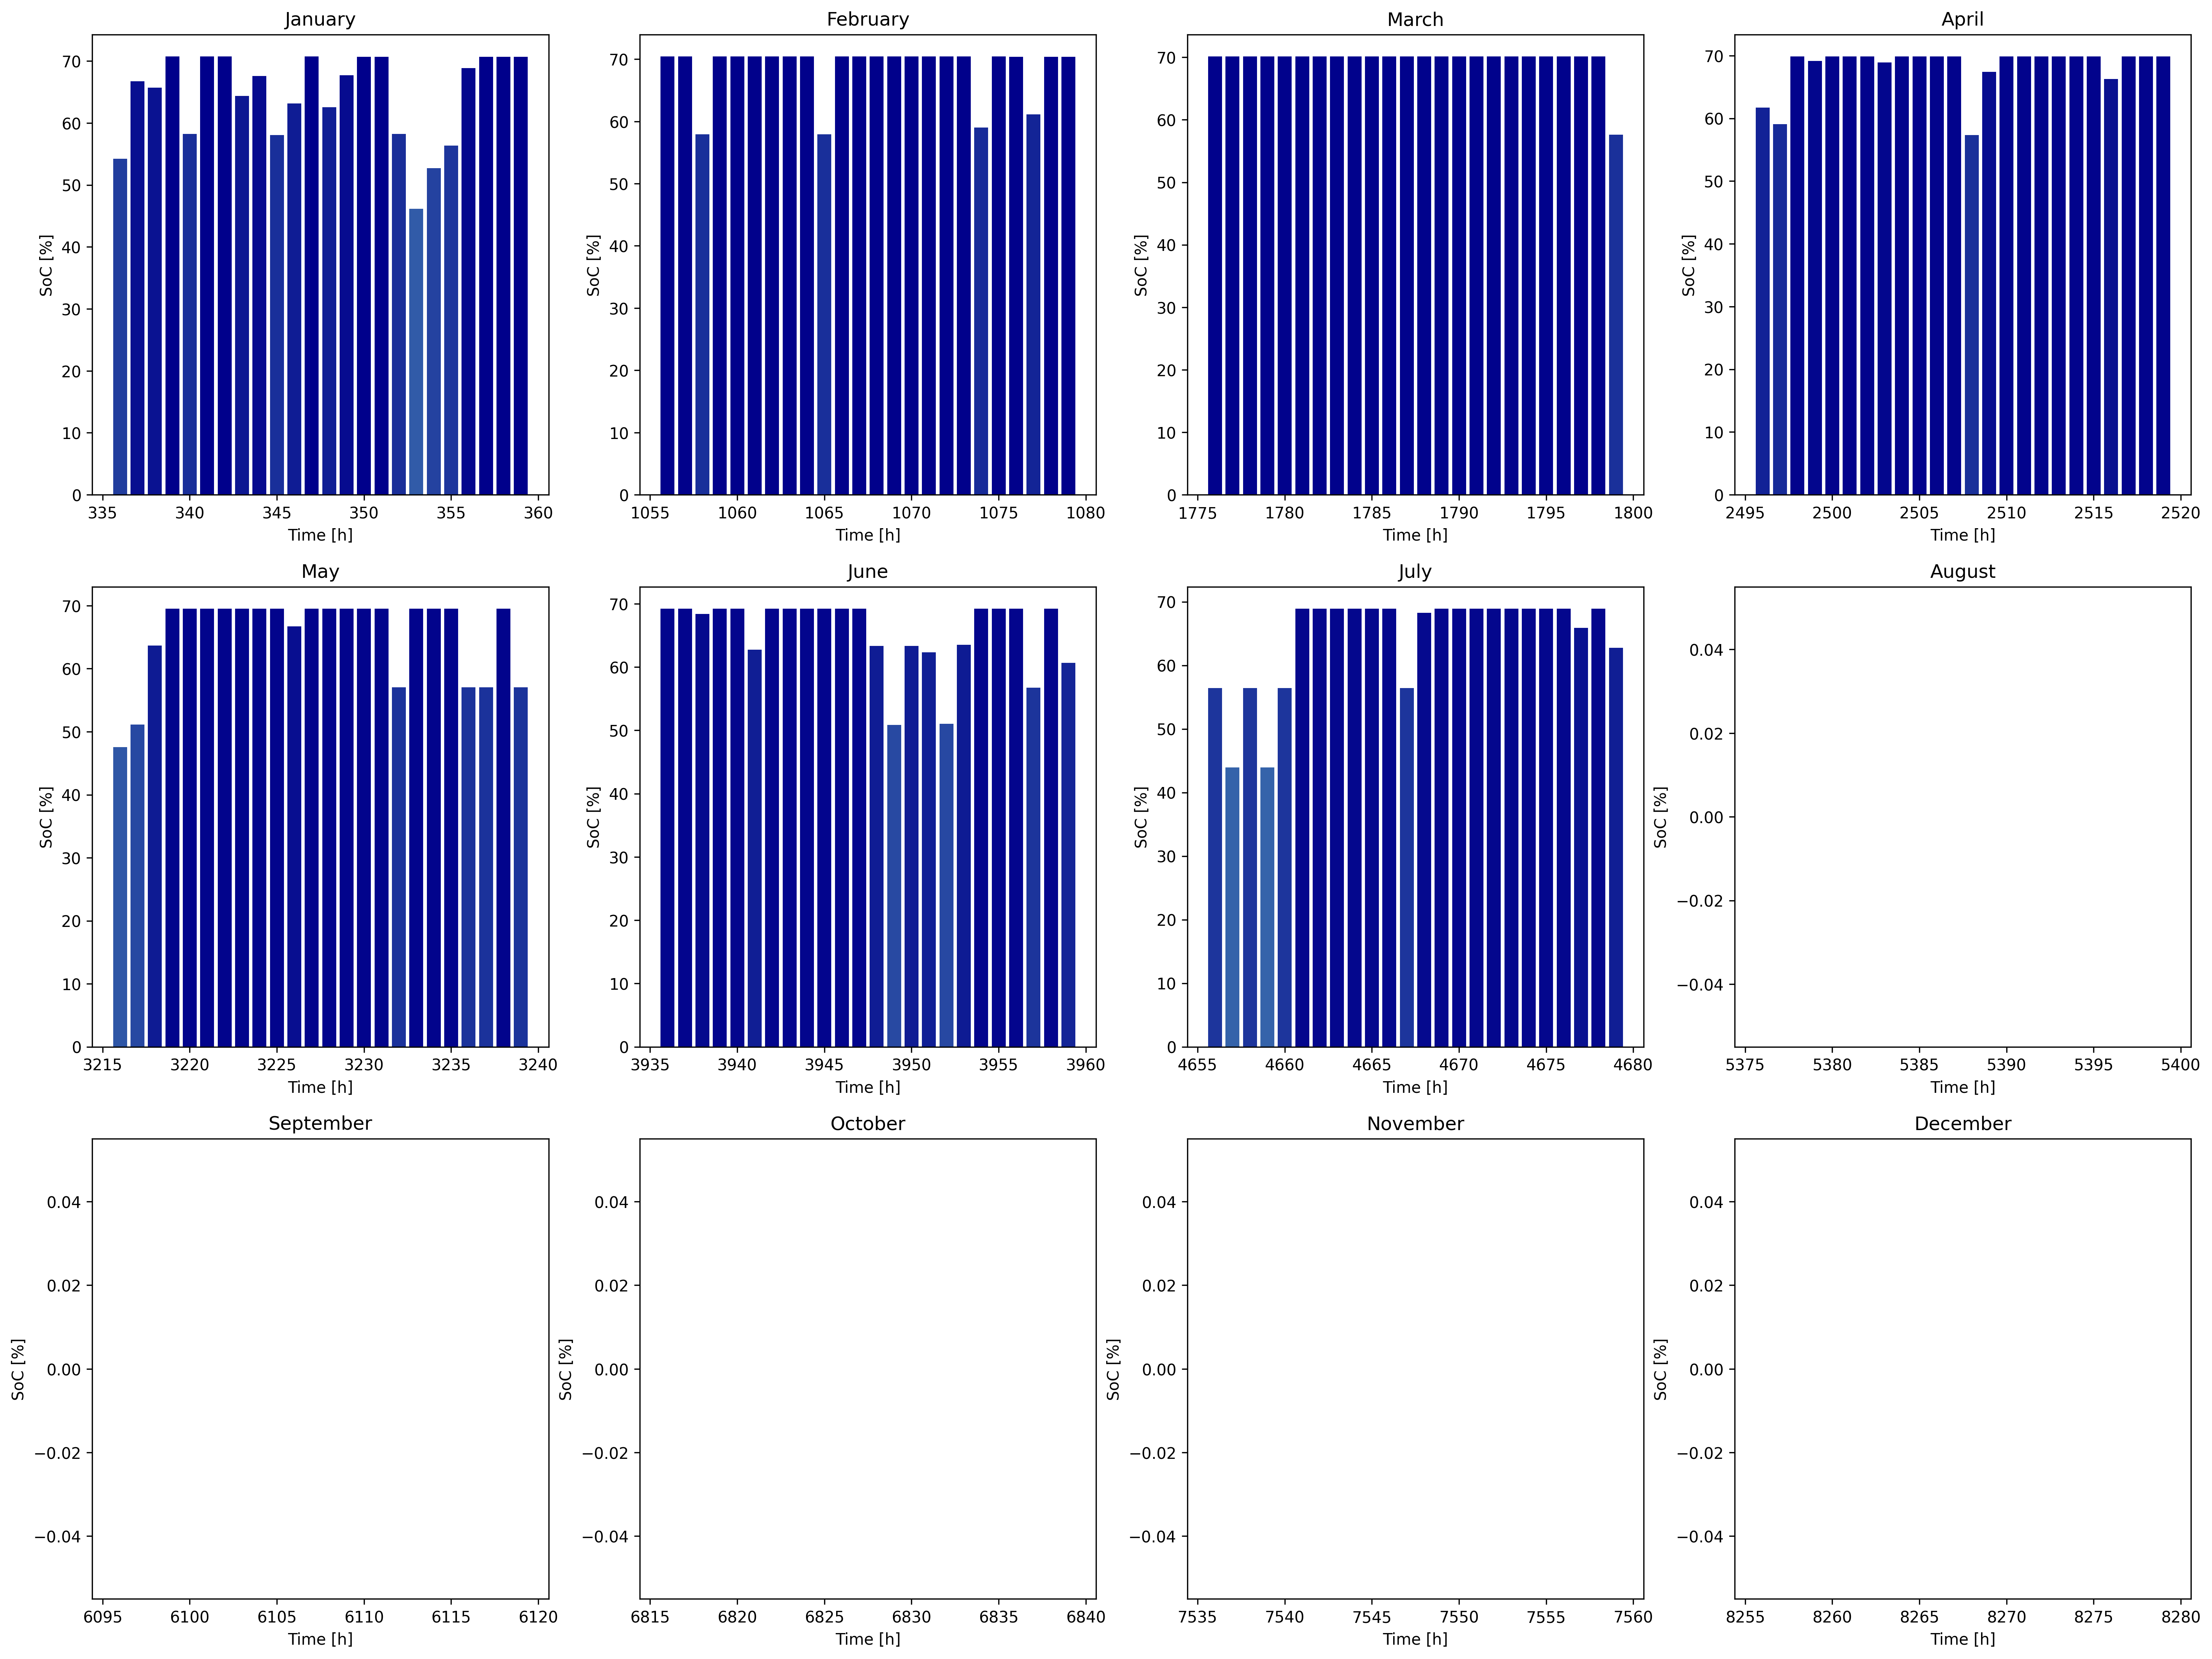 January
70
60
50
40
30
20
10
0
SoC [%]
335 340 345 350 355 360
Time [h]
February
70
60
50
40
30
20
10
0
SoC [%]
1055 1060 1065 1070 1075 1080
Time [h]
March
70
60
50
40
30
20
10
0
SoC [%]
1775 1780 1785 1790 1795 1800
Time [h]
April
70
60
50
40
30
20
10
0
SoC [%]
2495 2500 2505 2510 2515 2520
Time [h]
May
70
60
50
40
30
20
10
0
SoC [%]
3215 3220 3225 3230 3235 3240
Time [h]
June
70
60
50
40
30
20
10
0
SoC [%]
3935 3940 3945 3950 3955 3960
Time [h]
July
70
60
50
40
30
20
10
0
SoC [%]
4655 4660 4665 4670 4675 4680
Time [h]
August
0.04
0.02
0.00
−0.02
−0.04
SoC [%]
5375 5380 5385 5390 5395 5400
Time [h]
September
0.04
0.02
0.00
−0.02
−0.04
SoC [%]
6095 6100 6105 6110 6115 6120
Time [h]
October
0.04
0.02
0.00
−0.02
−0.04
SoC [%]
6815 6820 6825 6830 6835 6840
Time [h]
November
0.04
0.02
0.00
−0.02
−0.04
SoC [%]
7535 7540 7545 7550 7555 7560
Time [h]
December
0.04
0.02
0.00
−0.02
−0.04
SoC [%]
8255 8260 8265 8270 8275 8280
Time [h]